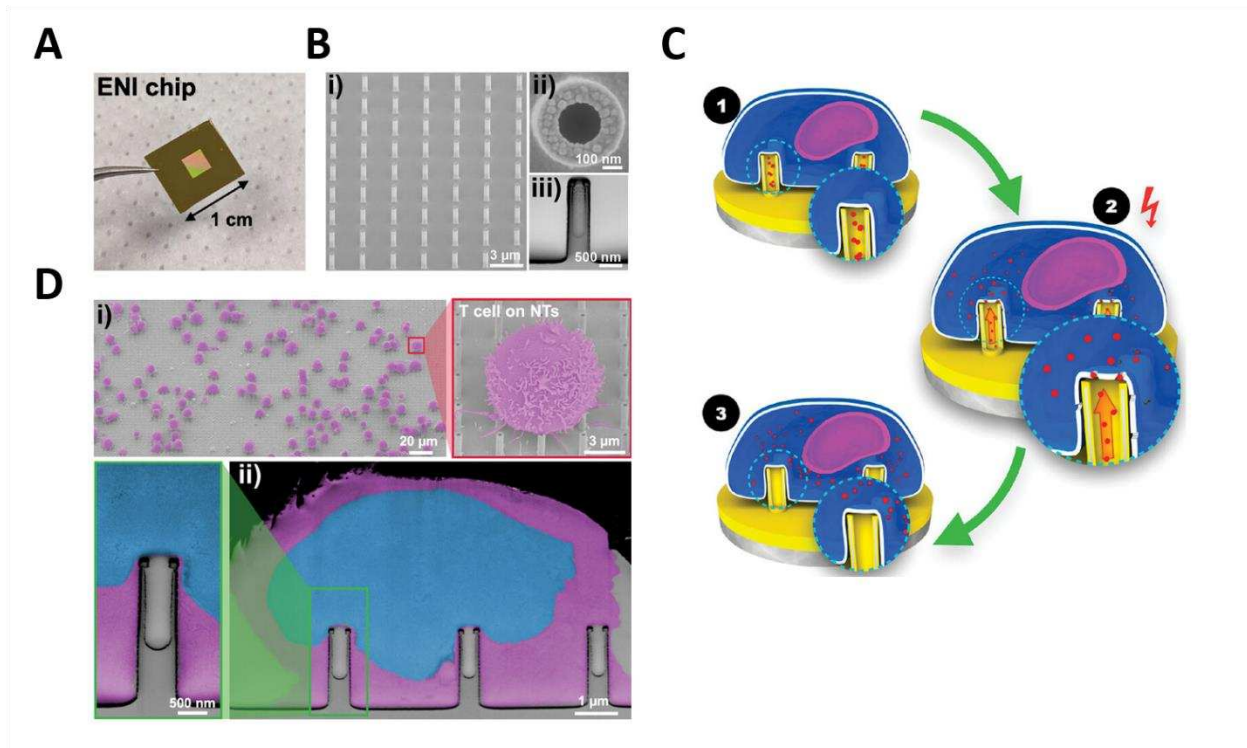 A
ENI chip
1 cm
B
i)
3 µm
ii)
100 nm
iii)
500 nm
C
1
2
3
D
i)
20 µm
T cell on NTs
3 µm
500 nm
ii)
1 µm